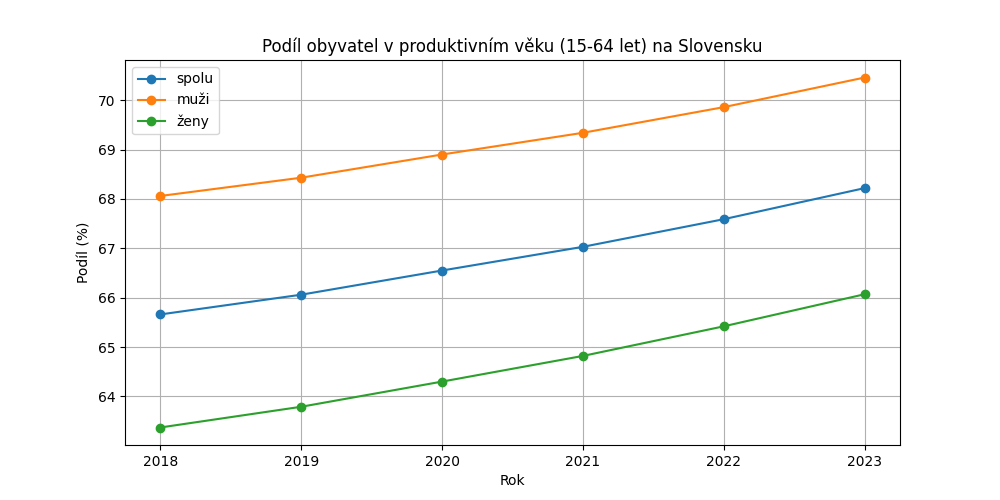 Podíl obyvatel v produktivním věku (15-64 let) na Slovensku
spolu
muži
ženy
Podíl (%)
70
69
68
67
66
65
64
2018 2019 2020 2021 2022 2023
Rok